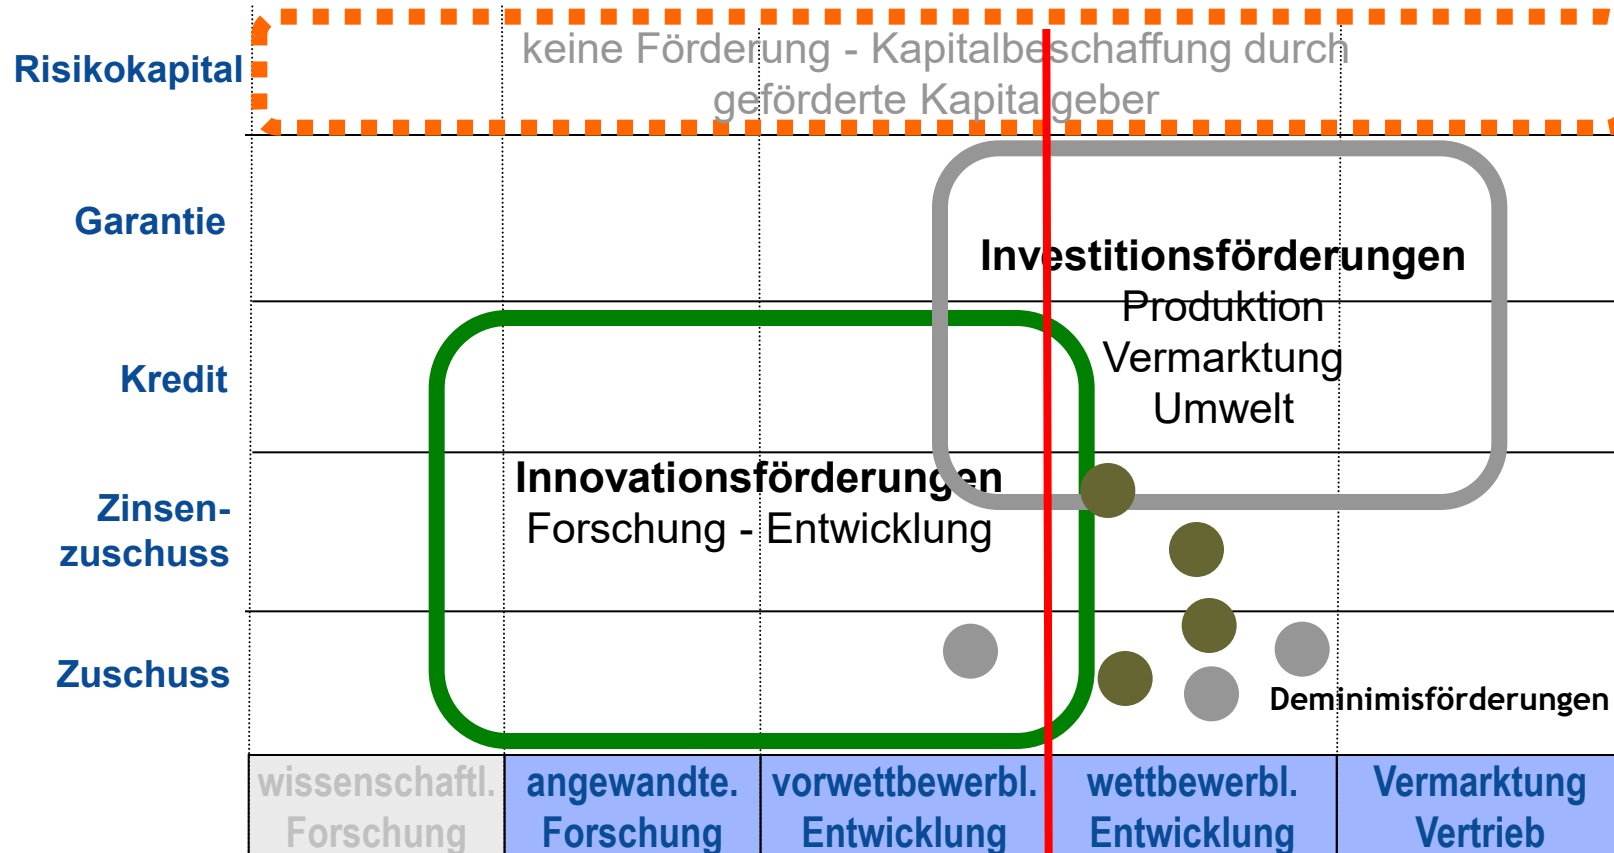 keine Förderung - Kapitalbeschaffung durch
geförderte Kapitalgeber
Risikokapital
Garantie
Investitionsförderungen
Produktion
Vermarktung
Umwelt
Kredit
Innovationsförderungen
Forschung - Entwicklung
Zinsen-
zuschuss
Zuschuss
Deminimisförderungen
wissenschaftl.
Forschung
angewandte.
Forschung
vorwettbewerbl.
Entwicklung
wettbewerbl.
Entwicklung
Vermarktung
Vertrieb